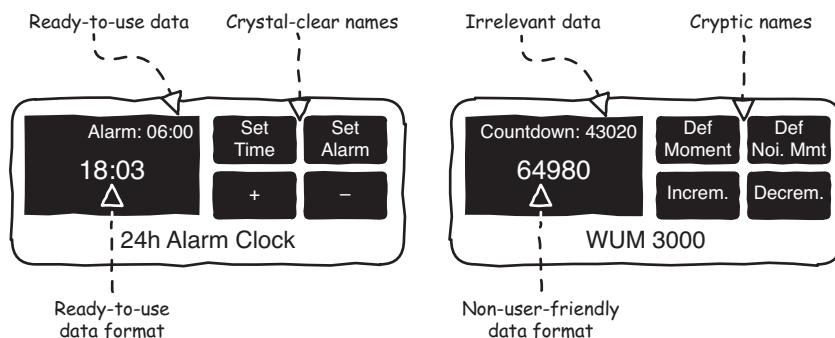 Ready-to-use data
Crystal-clear names
Irrelevant data
Cryptic names
Alarm: 06:00
18:03
Set
Time
Set
Alarm
+
–
24h Alarm Clock
Countdown: 43020
64980
Def
Moment
Def
Noi. Mmt
Increm.
Decrem.
WUM 3000
Ready-to-use
data format
Non-user-friendly
data format